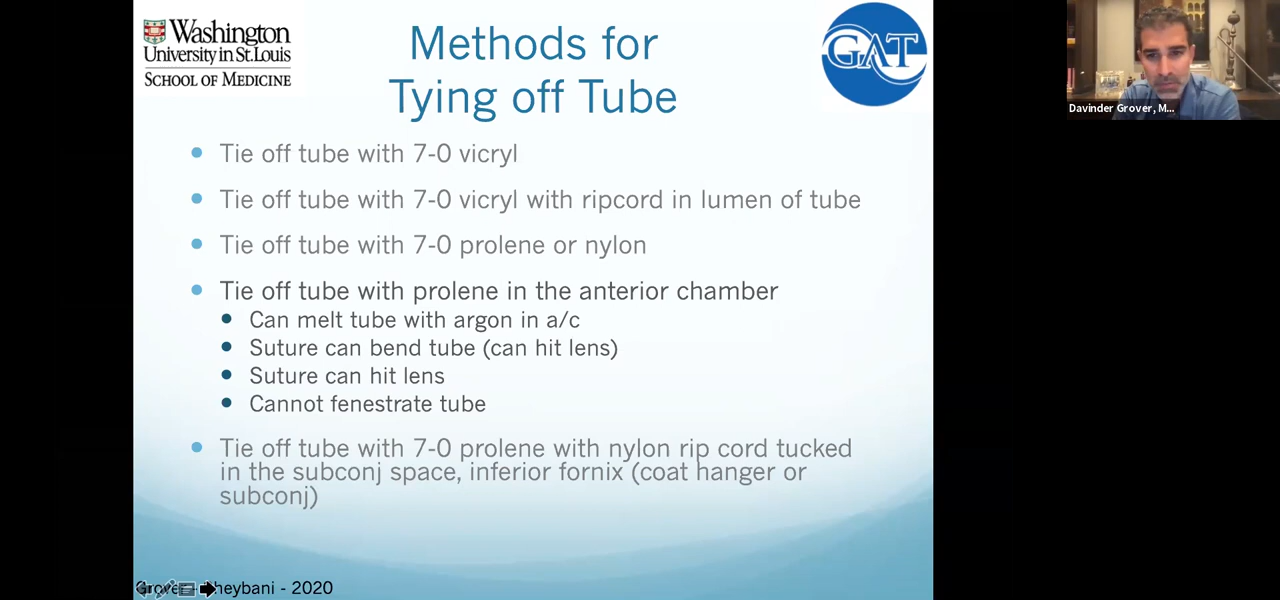 Washington
University in St. Louis
SCHOOL OF MEDICINE
Methods for
Tying off Tube
GAT
Davinder Grover, M...
Tie off tube with 7-0 vicryl
Tie off tube with 7-0 vicryl with ripcord in lumen of tube
Tie off tube with 7-0 prolene or nylon
Tie off tube with prolene in the anterior chamber
Can melt tube with argon in a/c
Suture can bend tube (can hit lens)
Suture can hit lens
Cannot fenestrate tube
Tie off tube with 7-0 prolene with nylon rip cord tucked
in the subconj space, inferior fornix (coat hanger or
subconj)
- 2020